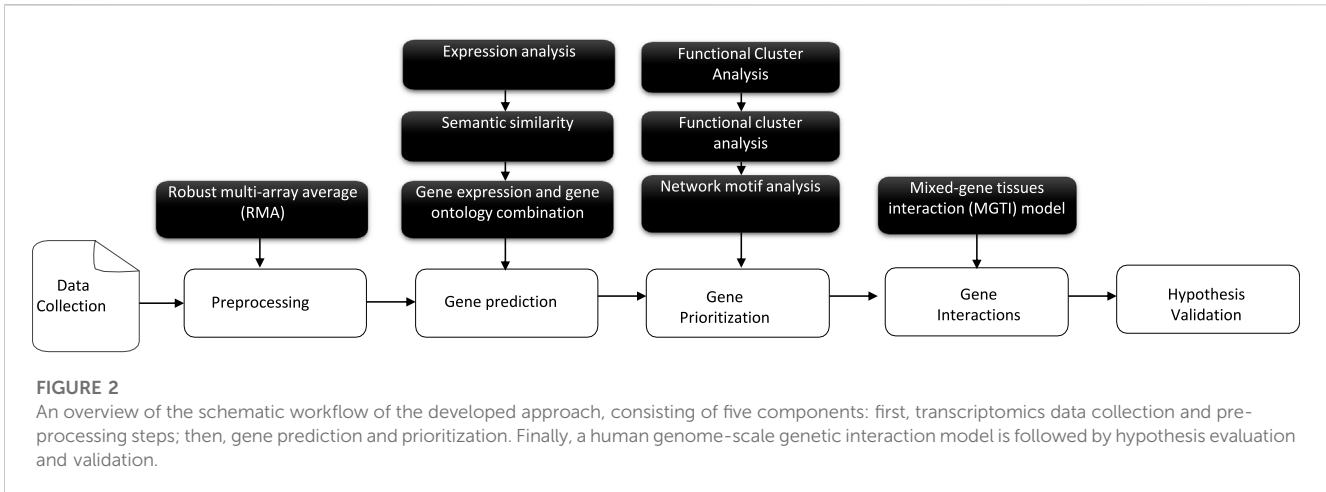 Expression analysis
Functional Cluster
Analysis
Semantic similarity
Functional cluster
analysis
Robust multi-array average
(RMA)
Gene expression and gene
ontology combination
Network motif analysis
Mixed-gene tissues
interaction (MGTI) model
Data
Collection
Preprocessing
Gene prediction
Gene
Prioritization
Gene
Interactions
Hypothesis
Validation
FIGURE 2
An overview of the schematic workflow of the developed approach, consisting of five components: first, transcriptomics data collection and pre-
processing steps; then, gene prediction and prioritization. Finally, a human genome-scale genetic interaction model is followed by hypothesis evaluation
and validation.